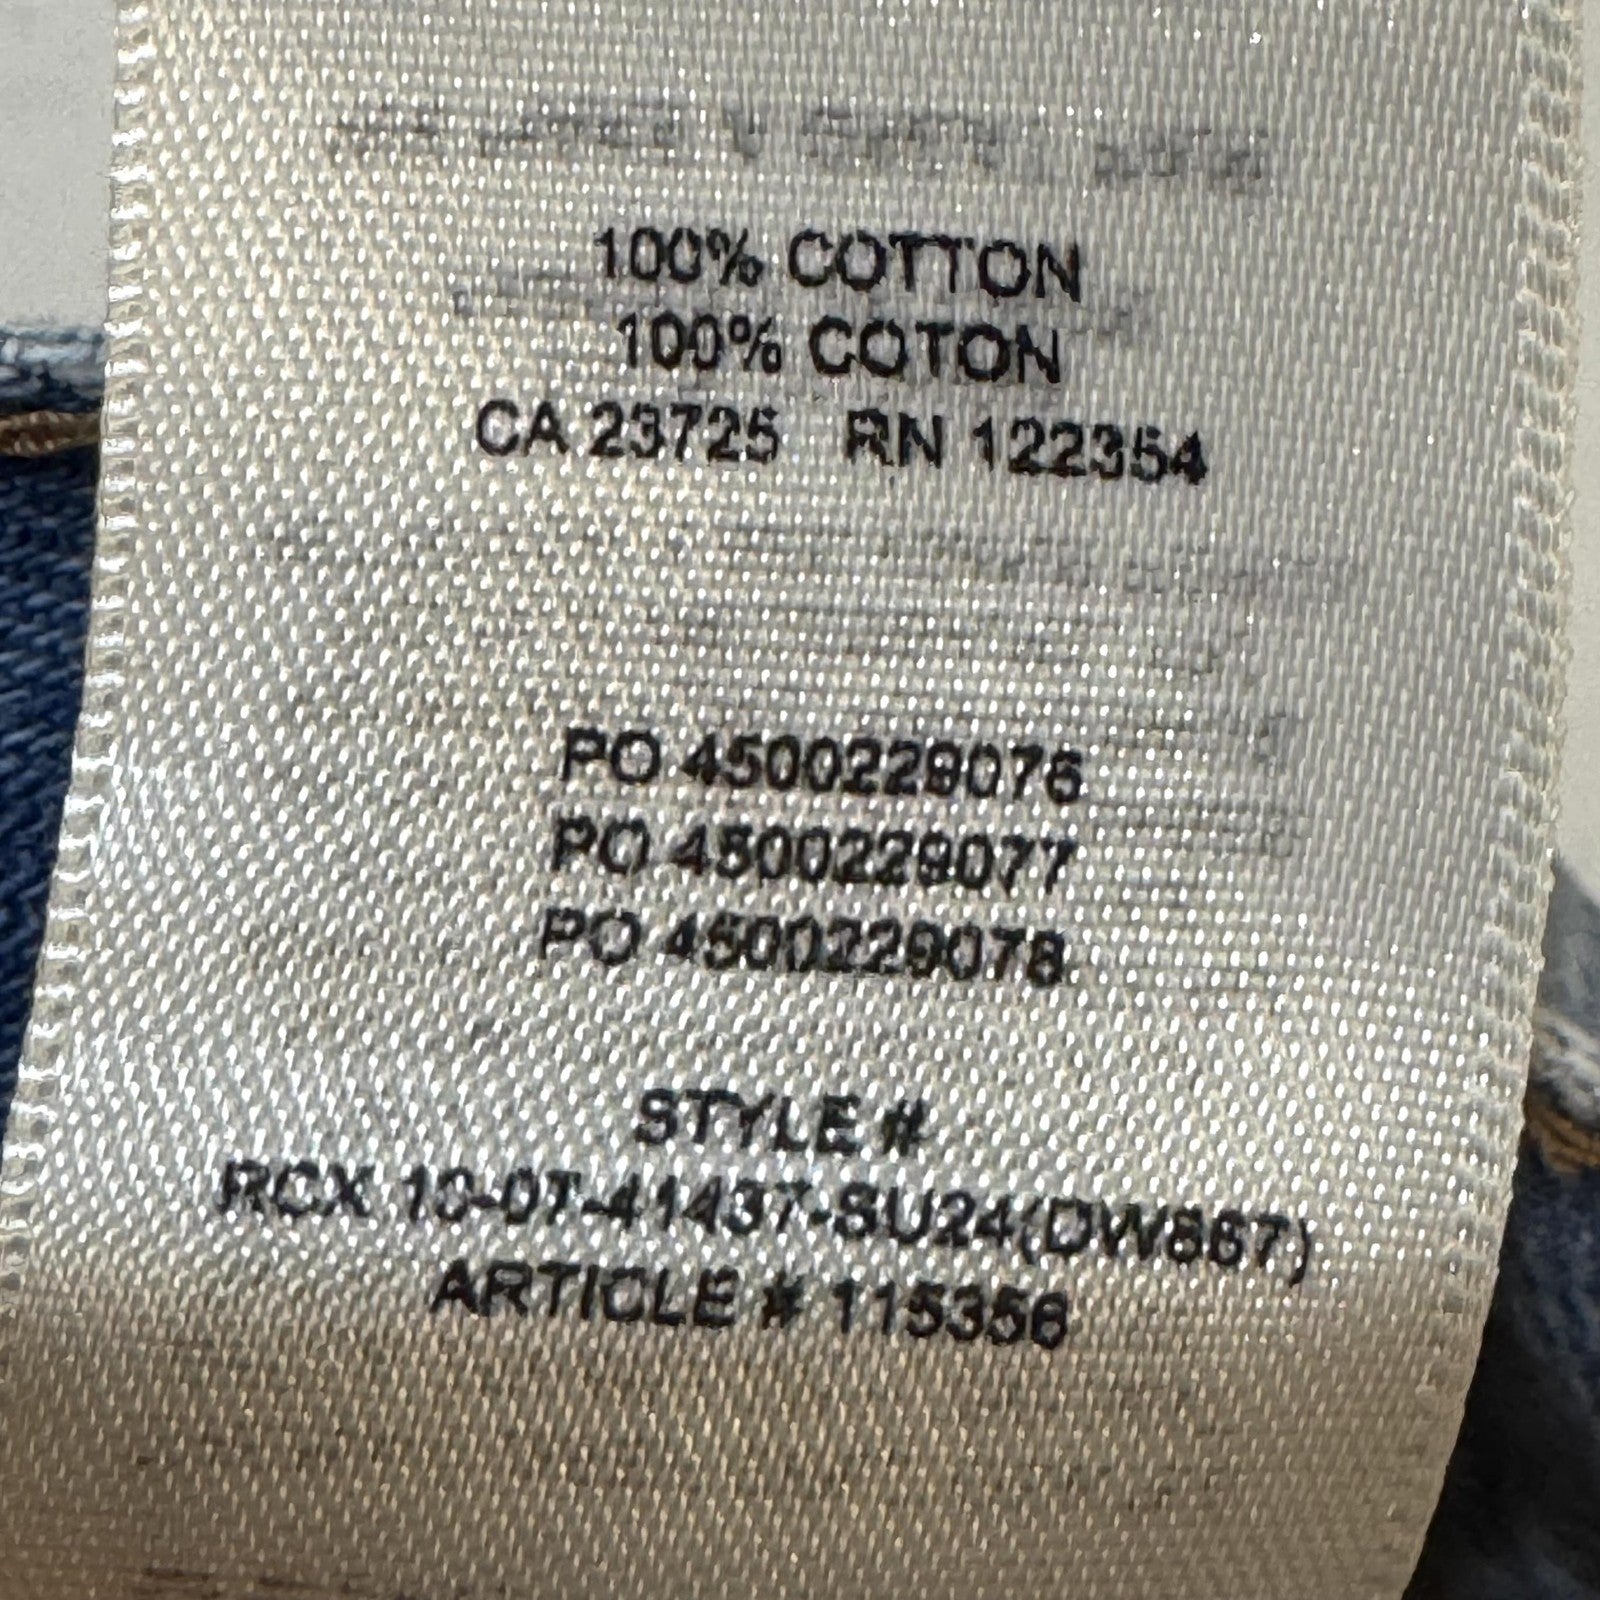 100% COTTON
100% COTON
CA 23725 RN 122354
PO 4500229076
PO 4500229077
PO 4500229078
STYLE #
RCX 10-07-41437-SU24(DW867)
ARTICLE # 115356